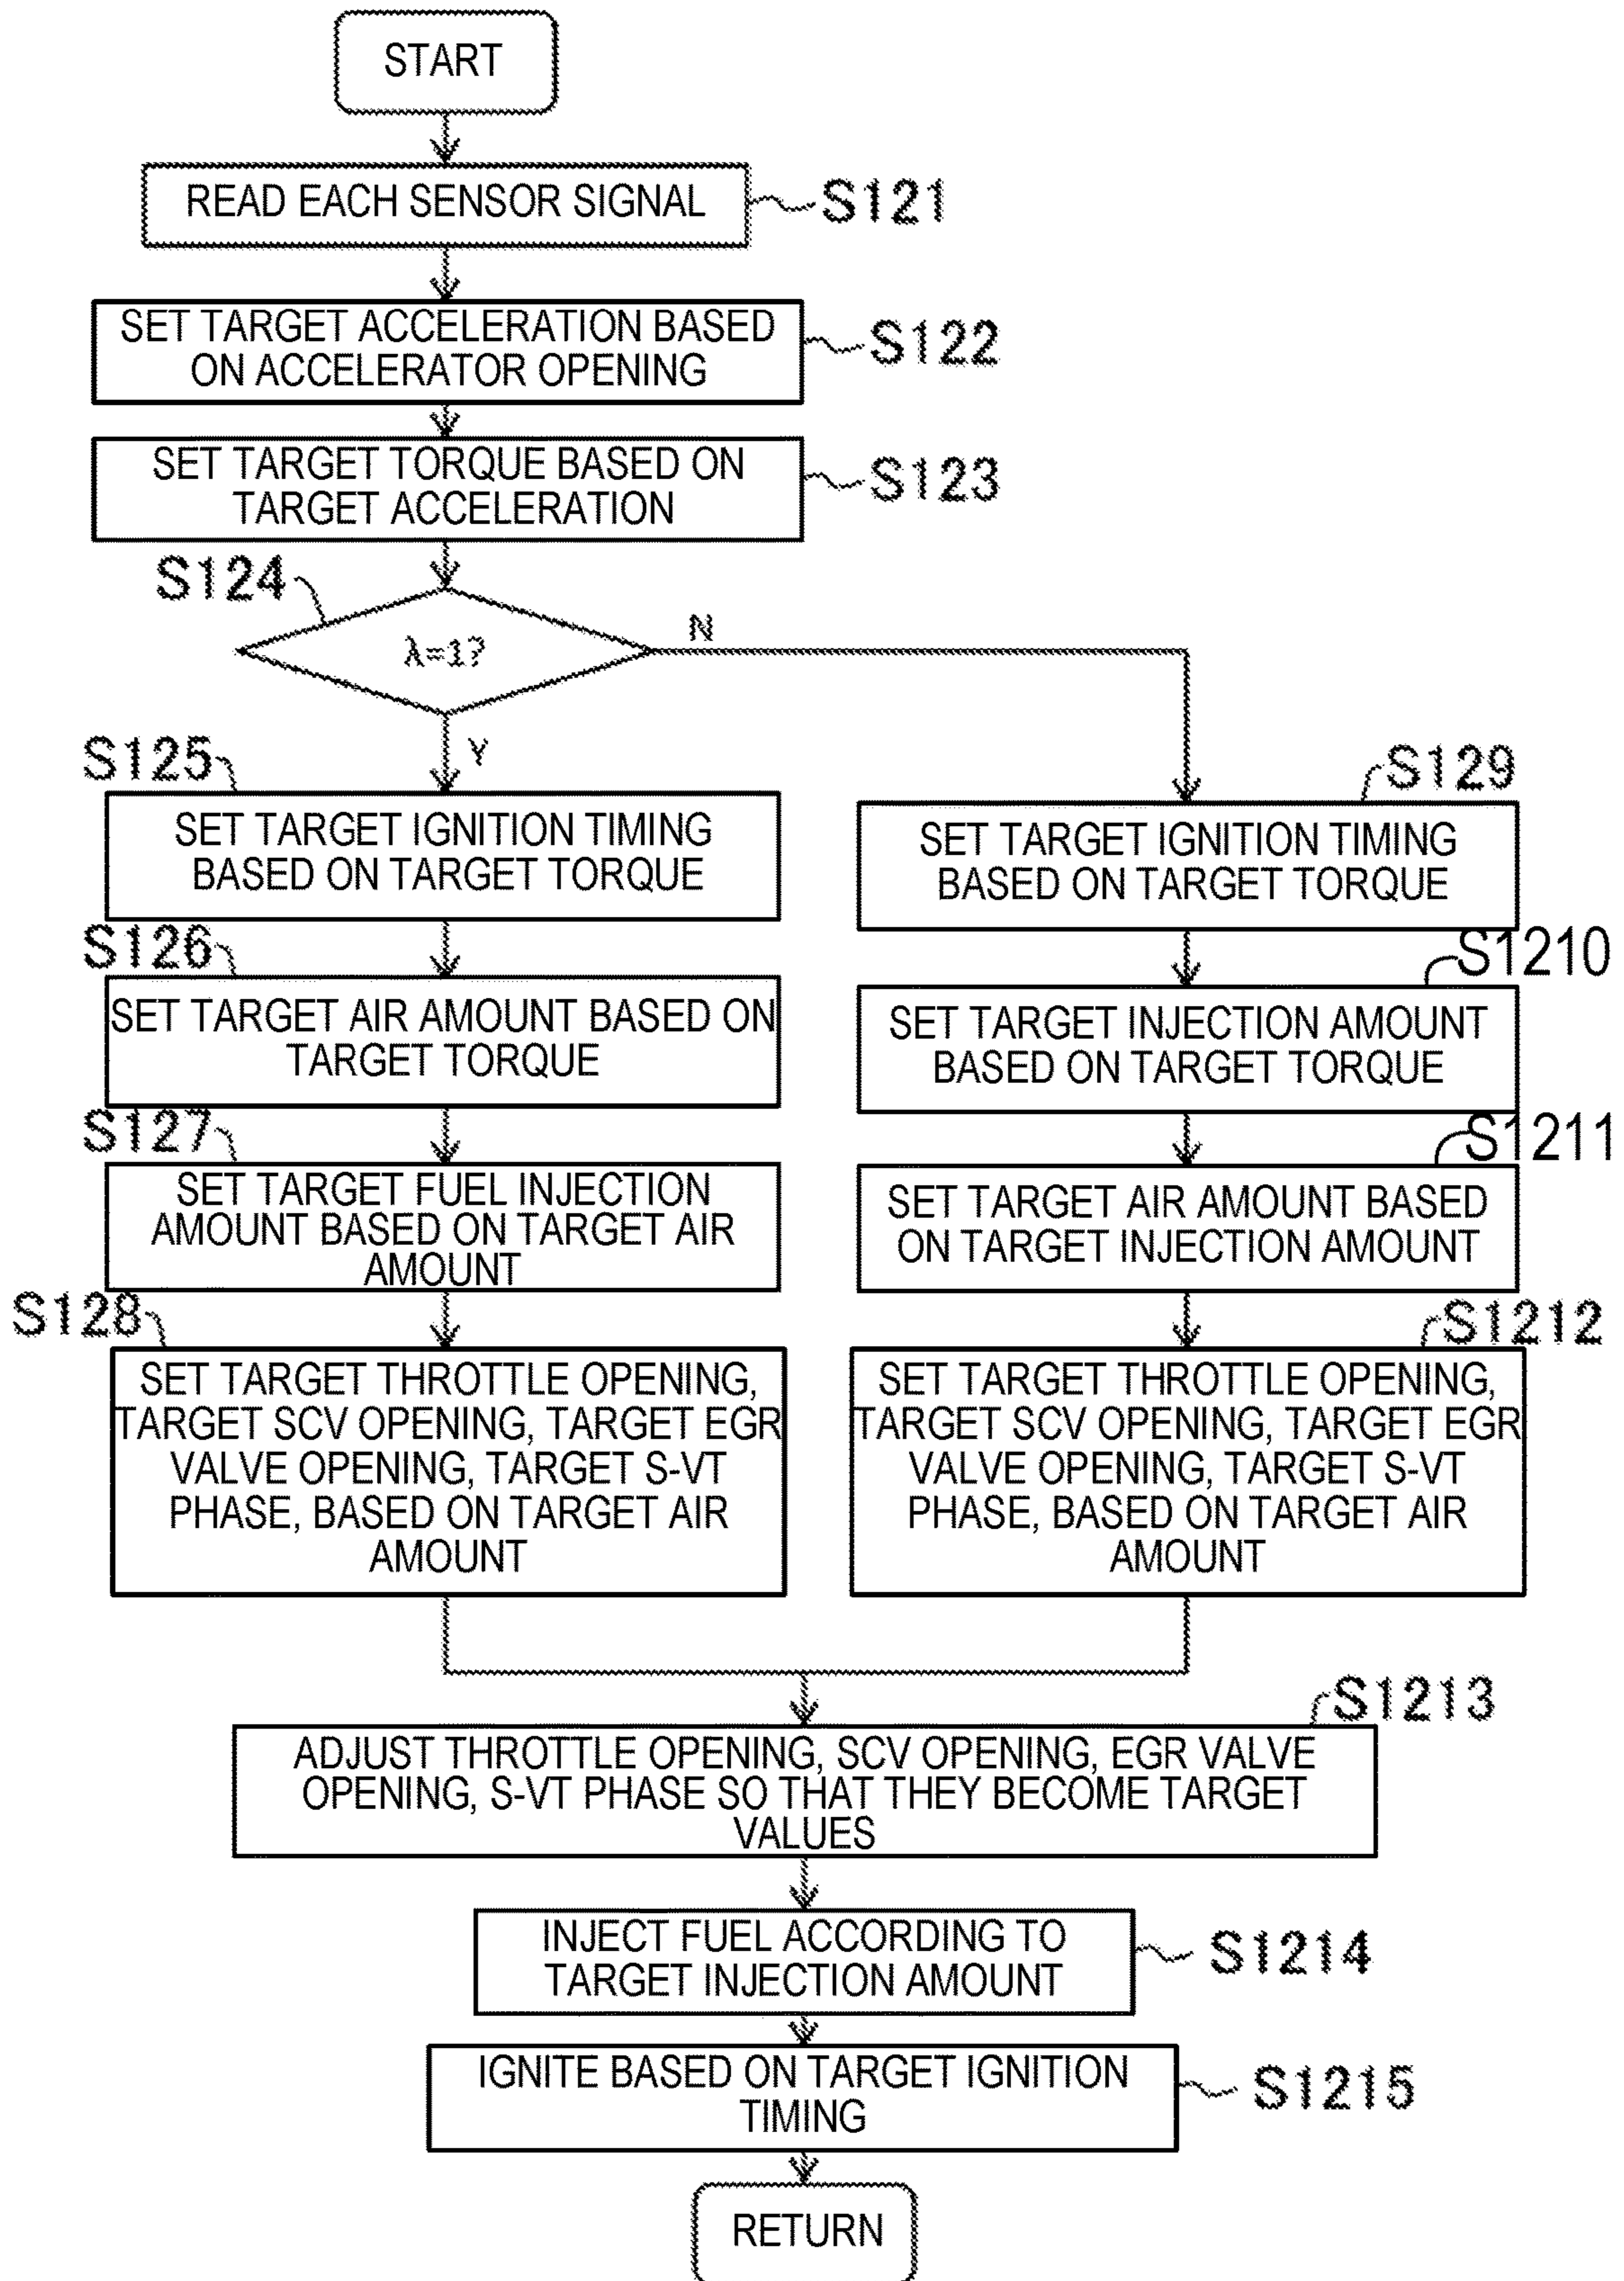 START
READ EACH SENSOR SIGNAL
S121
SET TARGET ACCELERATION BASED
ON ACCELERATOR OPENING
S122
SET TARGET TORQUE BASED ON
TARGET ACCELERATION
S123
S124
λ=1?
N
Y
S125
SET TARGET IGNITION TIMING
BASED ON TARGET TORQUE
S126
SET TARGET AIR AMOUNT BASED ON
TARGET TORQUE
S127
SET TARGET FUEL INJECTION
AMOUNT BASED ON TARGET AIR
AMOUNT
S128
SET TARGET THROTTLE OPENING,
TARGET SCV OPENING, TARGET EGR
VALVE OPENING, TARGET S-VT
PHASE, BASED ON TARGET AIR
AMOUNT
S129
SET TARGET IGNITION TIMING
BASED ON TARGET TORQUE
S1210
SET TARGET INJECTION AMOUNT
BASED ON TARGET TORQUE
S1211
SET TARGET AIR AMOUNT BASED
ON TARGET INJECTION AMOUNT
S1212
SET TARGET THROTTLE OPENING,
TARGET SCV OPENING, TARGET EGR
VALVE OPENING, TARGET S-VT
PHASE, BASED ON TARGET AIR
AMOUNT
S1213
ADJUST THROTTLE OPENING, SCV OPENING, EGR VALVE
OPENING, S-VT PHASE SO THAT THEY BECOME TARGET
VALUES
INJECT FUEL ACCORDING TO
TARGET INJECTION AMOUNT
S1214
IGNITE BASED ON TARGET IGNITION
TIMING
S1215
RETURN